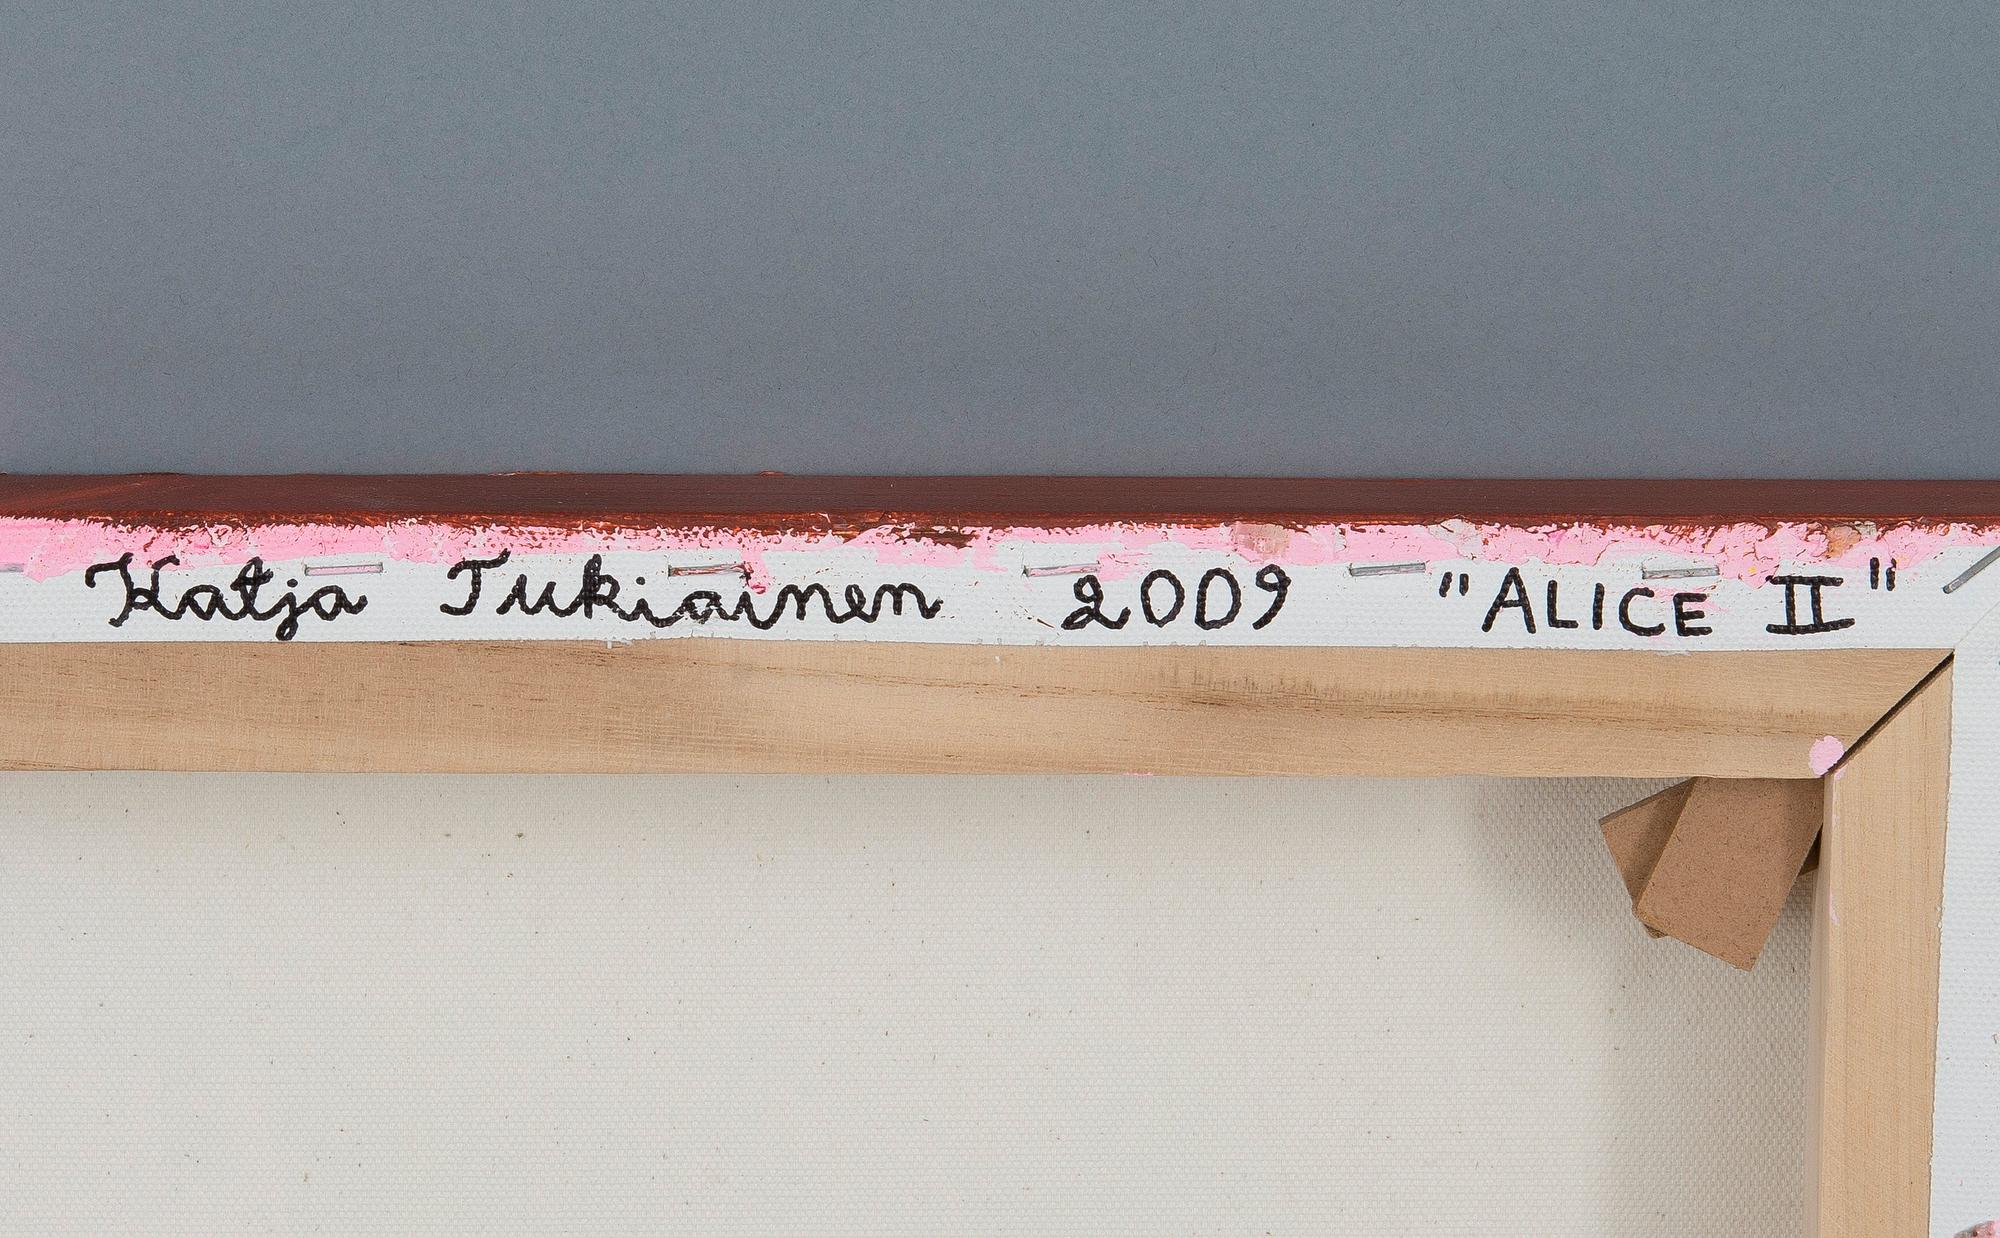 Katja Tukiainen 2009 "ALICE II"